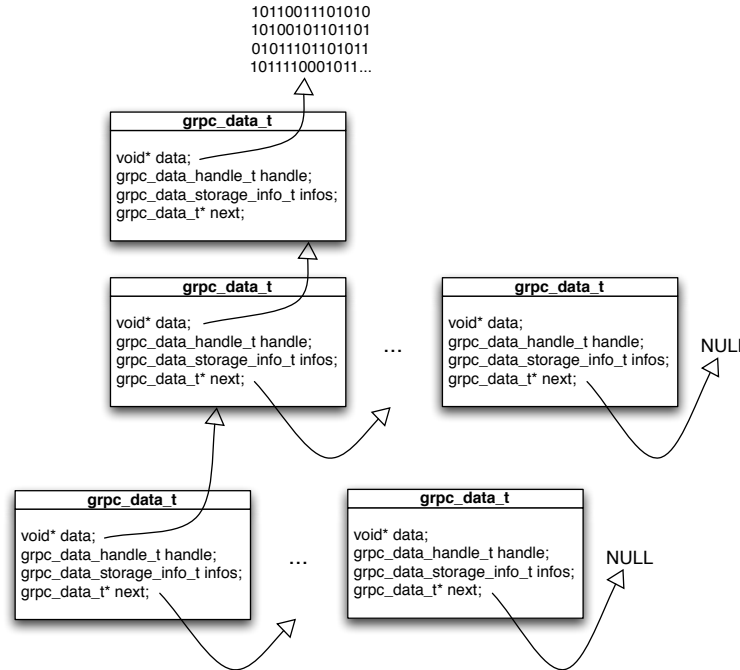 10110011101010
10100101101101
01011101101011
1011110001011...
grpc_data_t
void* data;
grpc_data_handle_t handle;
grpc_data_storage_info_t infos;
grpc_data_t* next;
grpc_data_t
void* data;
grpc_data_handle_t handle;
grpc_data_storage_info_t infos;
grpc_data_t* next;
...
grpc_data_t
void* data;
grpc_data_handle_t handle;
grpc_data_storage_info_t infos;
grpc_data_t* next;
NULL
grpc_data_t
void* data;
grpc_data_handle_t handle;
grpc_data_storage_info_t infos;
grpc_data_t* next;
...
grpc_data_t
void* data;
grpc_data_handle_t handle;
grpc_data_storage_info_t infos;
grpc_data_t* next;
NULL